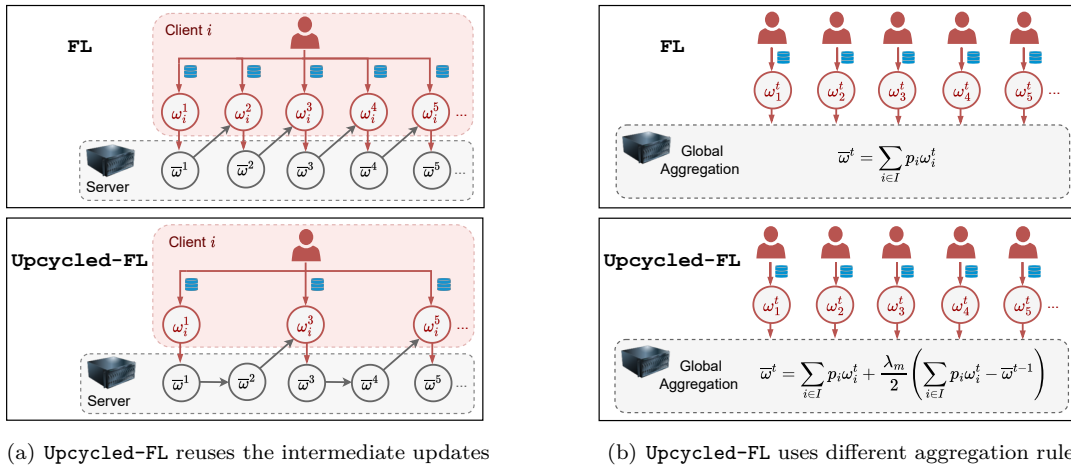 FL
Client i
ω_i^1 ω_i^2 ω_i^3 ω_i^4 ω_i^5 ...
Server
ω̅^1 ω̅^2 ω̅^3 ω̅^4 ω̅^5 ...
Upcycled-FL
Client i
ω_i^1 ω_i^3 ω_i^5 ...
Server
ω̅^1 ω̅^2 ω̅^3 ω̅^4 ω̅^5 ...
(a) Upcycled-FL reuses the intermediate updates
FL
ω_1^t ω_2^t ω_3^t ω_4^t ω_5^t ...
Global
Aggregation
ω̅^t = ∑_{i∈I} p_i ω_i^t
Upcycled-FL
ω_1^t ω_2^t ω_3^t ω_4^t ω_5^t ...
Global
Aggregation
ω̅^t = ∑_{i∈I} p_i ω_i^t + λ_m/2 (∑_{i∈I} p_i ω_i^t − ω̅^{t−1})
(b) Upcycled-FL uses different aggregation rule